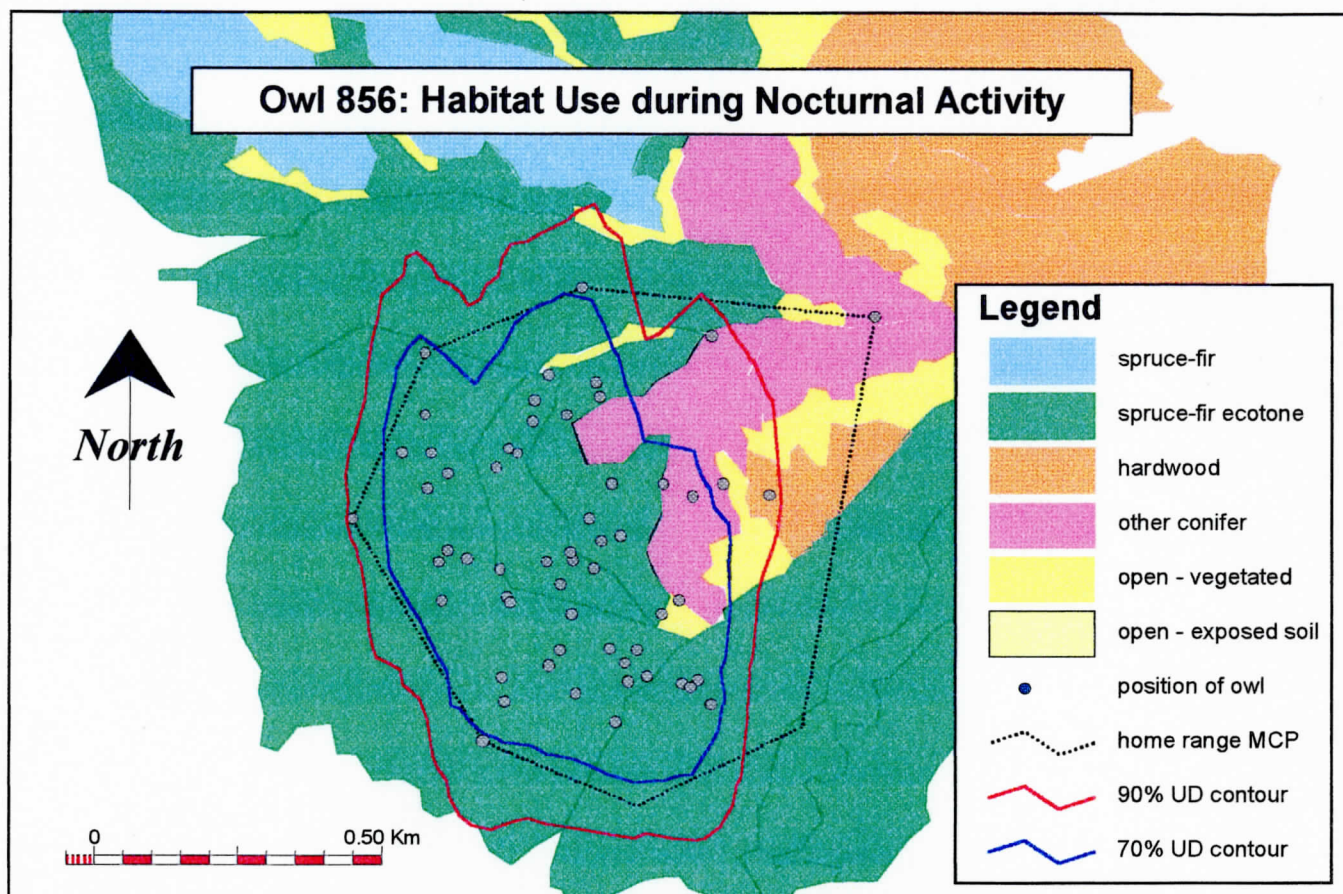 Owl 856: Habitat Use during Nocturnal Activity
North
Legend
spruce-fir
spruce-fir ecotone
hardwood
other conifer
open - vegetated
open - exposed soil
position of owl
home range MCP
90% UD contour
70% UD contour
0 0.50 Km